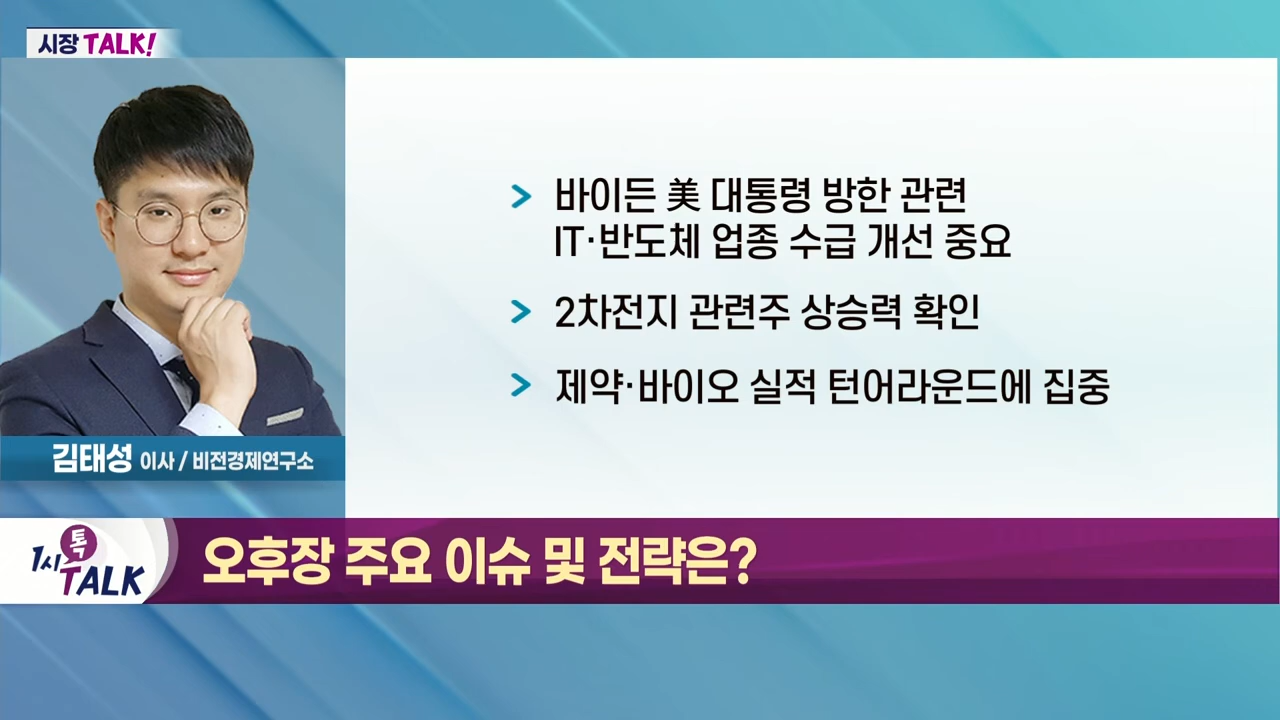 시장 TALK!
> 바이든 美 대통령 방한 관련
IT·반도체 업종 수급 개선 중요
> 2차전지 관련주 상승력 확인
> 제약·바이오 실적 턴어라운드에 집중
김태성 이사 / 비전경제연구소
1시 톡 TALK
오후장 주요 이슈 및 전략은?